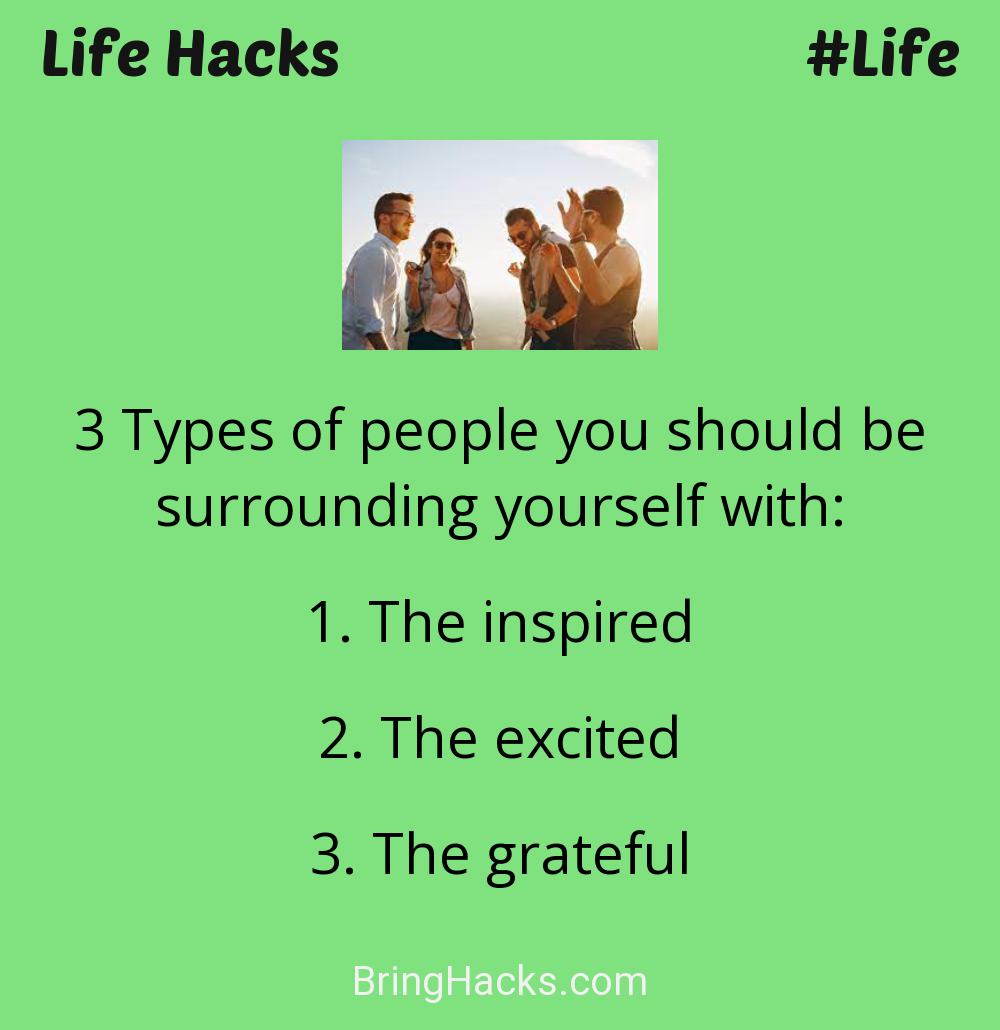 Life Hacks
#Life
3 Types of people you should be
surrounding yourself with:
1. The inspired
2. The excited
3. The grateful
BringHacks.com